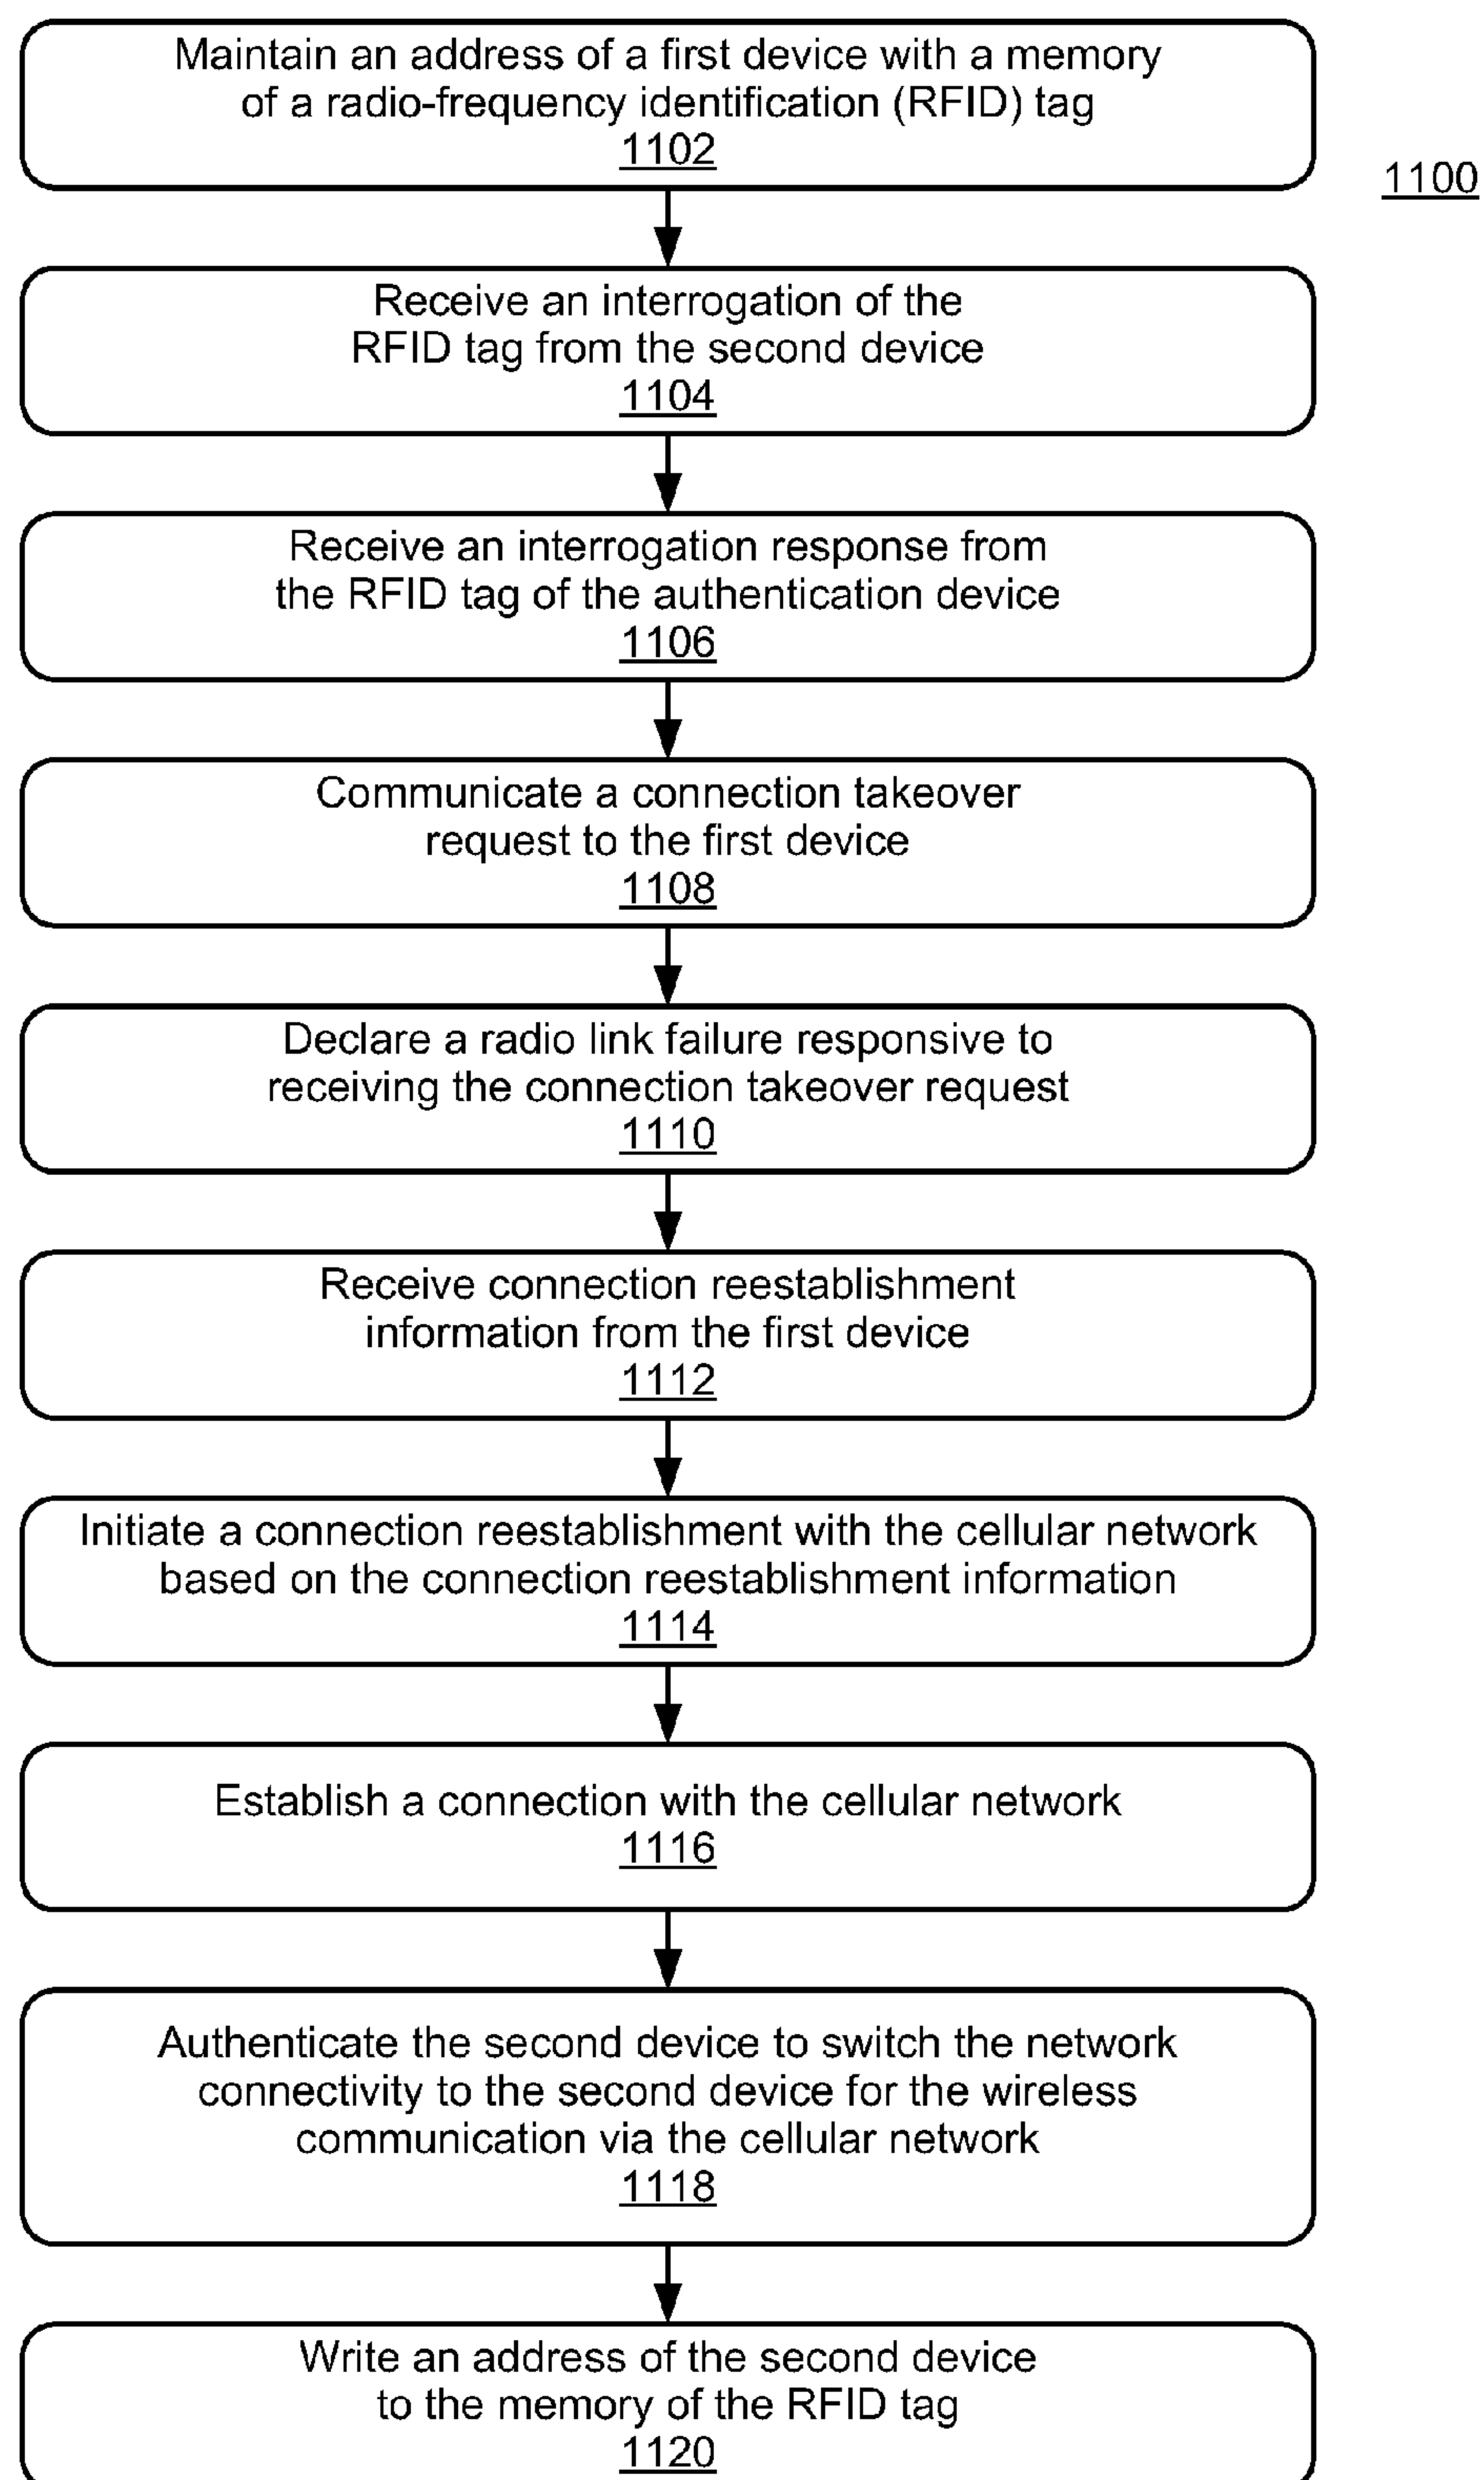 Maintain an address of a first device with a memory
of a radio-frequency identification (RFID) tag
1102
1100
Receive an interrogation of the
RFID tag from the second device
1104
Receive an interrogation response from
the RFID tag of the authentication device
1106
Communicate a connection takeover
request to the first device
1108
Declare a radio link failure responsive to
receiving the connection takeover request
1110
Receive connection reestablishment
information from the first device
1112
Initiate a connection reestablishment with the cellular network
based on the connection reestablishment information
1114
Establish a connection with the cellular network
1116
Authenticate the second device to switch the network
connectivity to the second device for the wireless
communication via the cellular network
1118
Write an address of the second device
to the memory of the RFID tag
1120